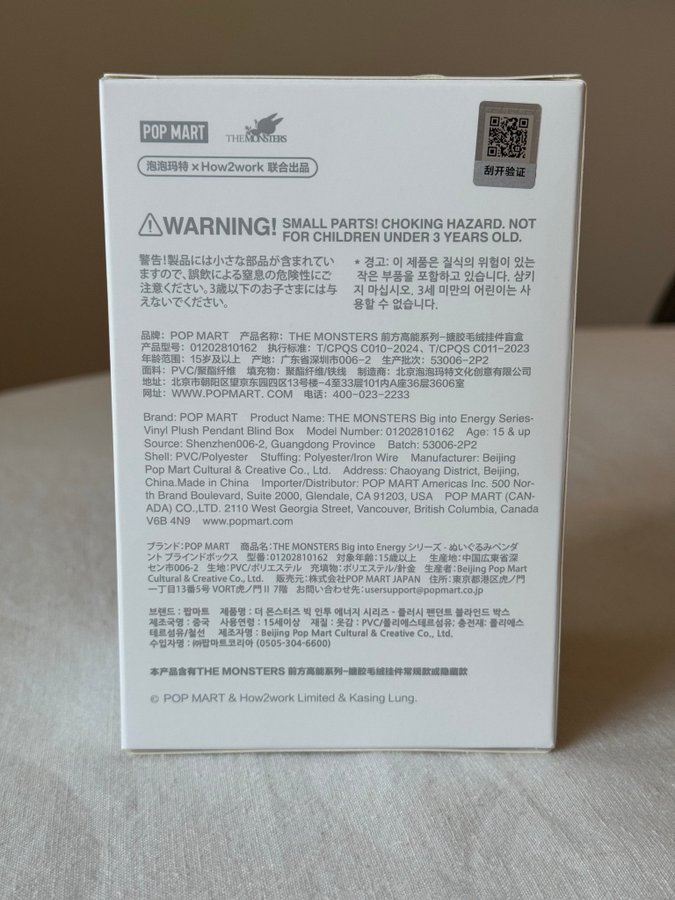 POP MART
THE MONSTERS
泡泡玛特 × How2work 联合出品
刮开验证
WARNING! SMALL PARTS! CHOKING HAZARD. NOT
FOR CHILDREN UNDER 3 YEARS OLD.
警告!製品には小さな部品が含まれてい
ますので、誤飲による窒息の危険性にご
注意ください。3歳以下のお子さまには与
えないでください。
* 경고: 이 제품은 질식의 위험이 있는
작은 부품을 포함하고 있습니다. 삼키
지 마십시오, 3세 미만의 어린이는 사
용할 수 없습니다.
品牌: POP MART 产品名称: THE MONSTERS 前方高能系列-搪胶毛绒挂件盲盒
产品型号: 01202810162 执行标准: T/CPQS C010-2024、T/CPQS C011-2023
年龄范围: 15岁及以上 产地: 广东省深圳市006-2 生产批次: 53006-2P2
面料: PVC/聚酯纤维 填充物: 聚酯纤维/铁线 制造商: 北京泡泡玛特文化创意有限公司
地址: 北京市朝阳区望京东园四区13号楼-4至33层101内A座36层3606室
网址: WWW.POPMART. COM 电话: 400-023-2233
Brand: POP MART Product Name: THE MONSTERS Big into Energy Series-
Vinyl Plush Pendant Blind Box Model Number: 01202810162 Age: 15 & up
Source: Shenzhen006-2, Guangdong Province Batch: 53006-2P2
Shell: PVC/Polyester Stuffing: Polyester/Iron Wire Manufacturer: Beijing
Pop Mart Cultural & Creative Co., Ltd. Address: Chaoyang District, Beijing,
China.Made in China Importer/Distributor: POP MART Americas Inc. 500 Nor-
th Brand Boulevard, Suite 2000, Glendale, CA 91203, USA POP MART (CAN-
ADA) CO.,LTD. 2110 West Georgia Street, Vancouver, British Columbia, Canada
V6B 4N9 www.popmart.com
ブランド: POP MART 商品名: THE MONSTERS Big into Energy シリーズ - ぬいぐるみペンダ
ント ブラインドボックス 型番: 01202810162 対象年齢: 15歳以上 生産地: 中国広東省深
セン市006-2 生地: PVC/ポリエステル 充填物: ポリエステル/針金 生産者: Beijing Pop Mart
Cultural & Creative Co., Ltd. 販売元: 株式会社POP MART JAPAN 住所: 東京都港区虎ノ門
一丁目13番5号 VORT虎ノ門II 7階 お問い合わせ先: usersupport@popmart.co.jp
브랜드 : 팝마트 제품명 : 더 몬스터즈 빅 인투 에너지 시리즈 - 플러시 펜던트 블라인드 박스
제조국명 : 중국 사용연령 : 15세이상 재질 : 옷감 : PVC/폴리에스테르섬유; 충전재: 폴리에스
테르섬유/철선 제조자명 : Beijing Pop Mart Cultural & Creative Co., Ltd.
수입자명 : ㈜팝마트코리아 (0505-304-6600)
本产品含有THE MONSTERS 前方高能系列-搪胶毛绒挂件常规款或隐藏款
© POP MART & How2work Limited & Kasing Lung.